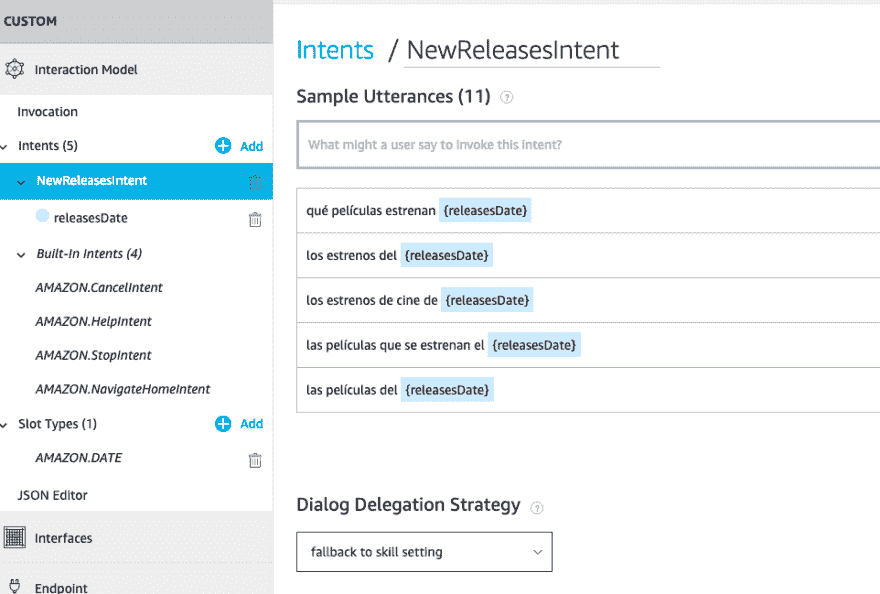 CUSTOM
Interaction Model
Invocation
Intents (5)
Add
NewReleasesIntent
releasesDate
Built-In Intents (4)
AMAZON.CancelIntent
AMAZON.HelpIntent
AMAZON.StopIntent
AMAZON.NavigateHomeIntent
Slot Types (1)
Add
AMAZON.DATE
JSON Editor
Interfaces
Endpoint
Intents / NewReleasesIntent
Sample Utterances (11) ?
What might a user say to invoke this intent?
qué películas estrenan {releasesDate}
los estrenos del {releasesDate}
los estrenos de cine de {releasesDate}
las películas que se estrenan el {releasesDate}
las películas del {releasesDate}
Dialog Delegation Strategy ?
fallback to skill setting